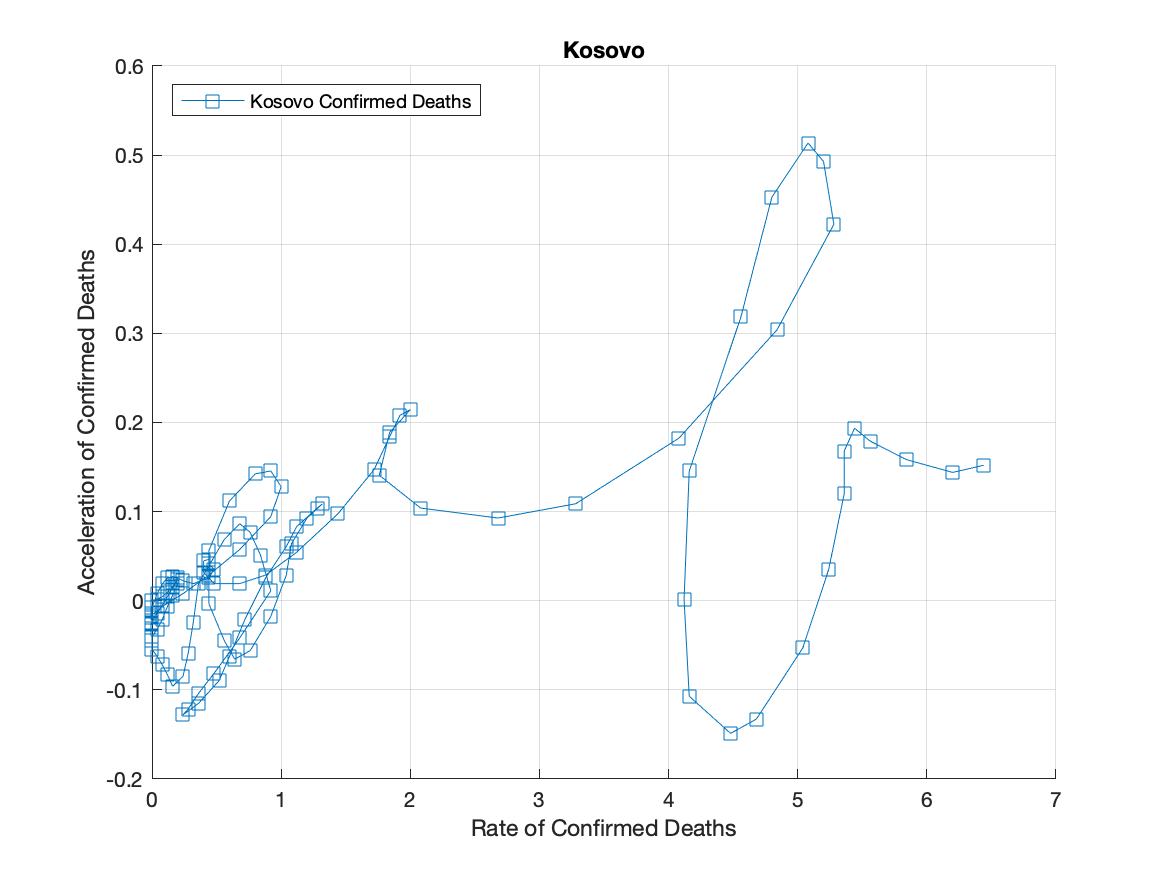 Kosovo
Kosovo Confirmed Deaths
0.6
0.5
0.4
0.3
0.2
0.1
0
-0.1
-0.2
Acceleration of Confirmed Deaths
0 1 2 3 4 5 6 7
Rate of Confirmed Deaths